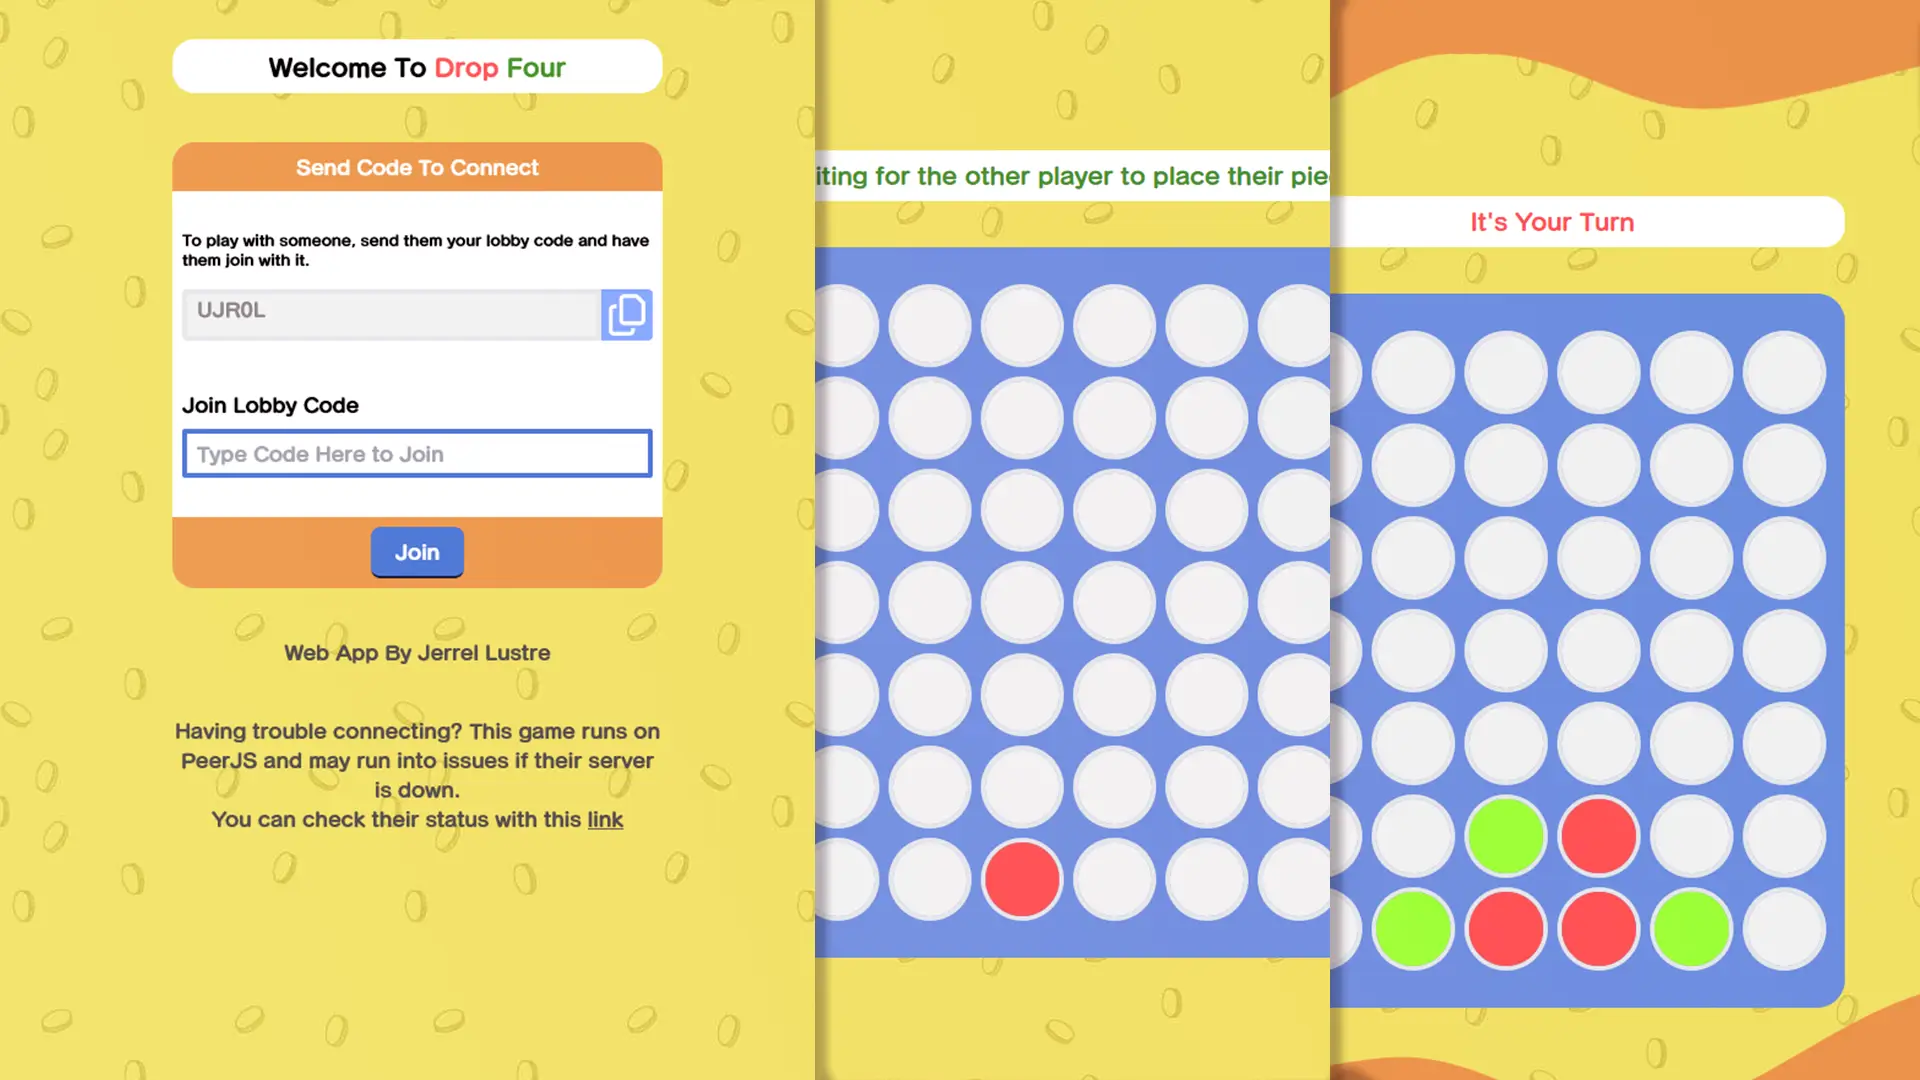 Welcome To Drop Four
Send Code To Connect
To play with someone, send them your lobby code and have
them join with it.
UJR0L
Join Lobby Code
Type Code Here to Join
Join
Web App By Jerrel Lustre
Having trouble connecting? This game runs on
PeerJS and may run into issues if their server
is down.
You can check their status with this link
iting for the other player to place their pie
It's Your Turn